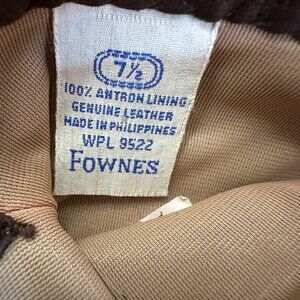 7½
100% ANTRON LINING
GENUINE LEATHER
MADE IN PHILIPPINES
WPL 9522
FOWNES